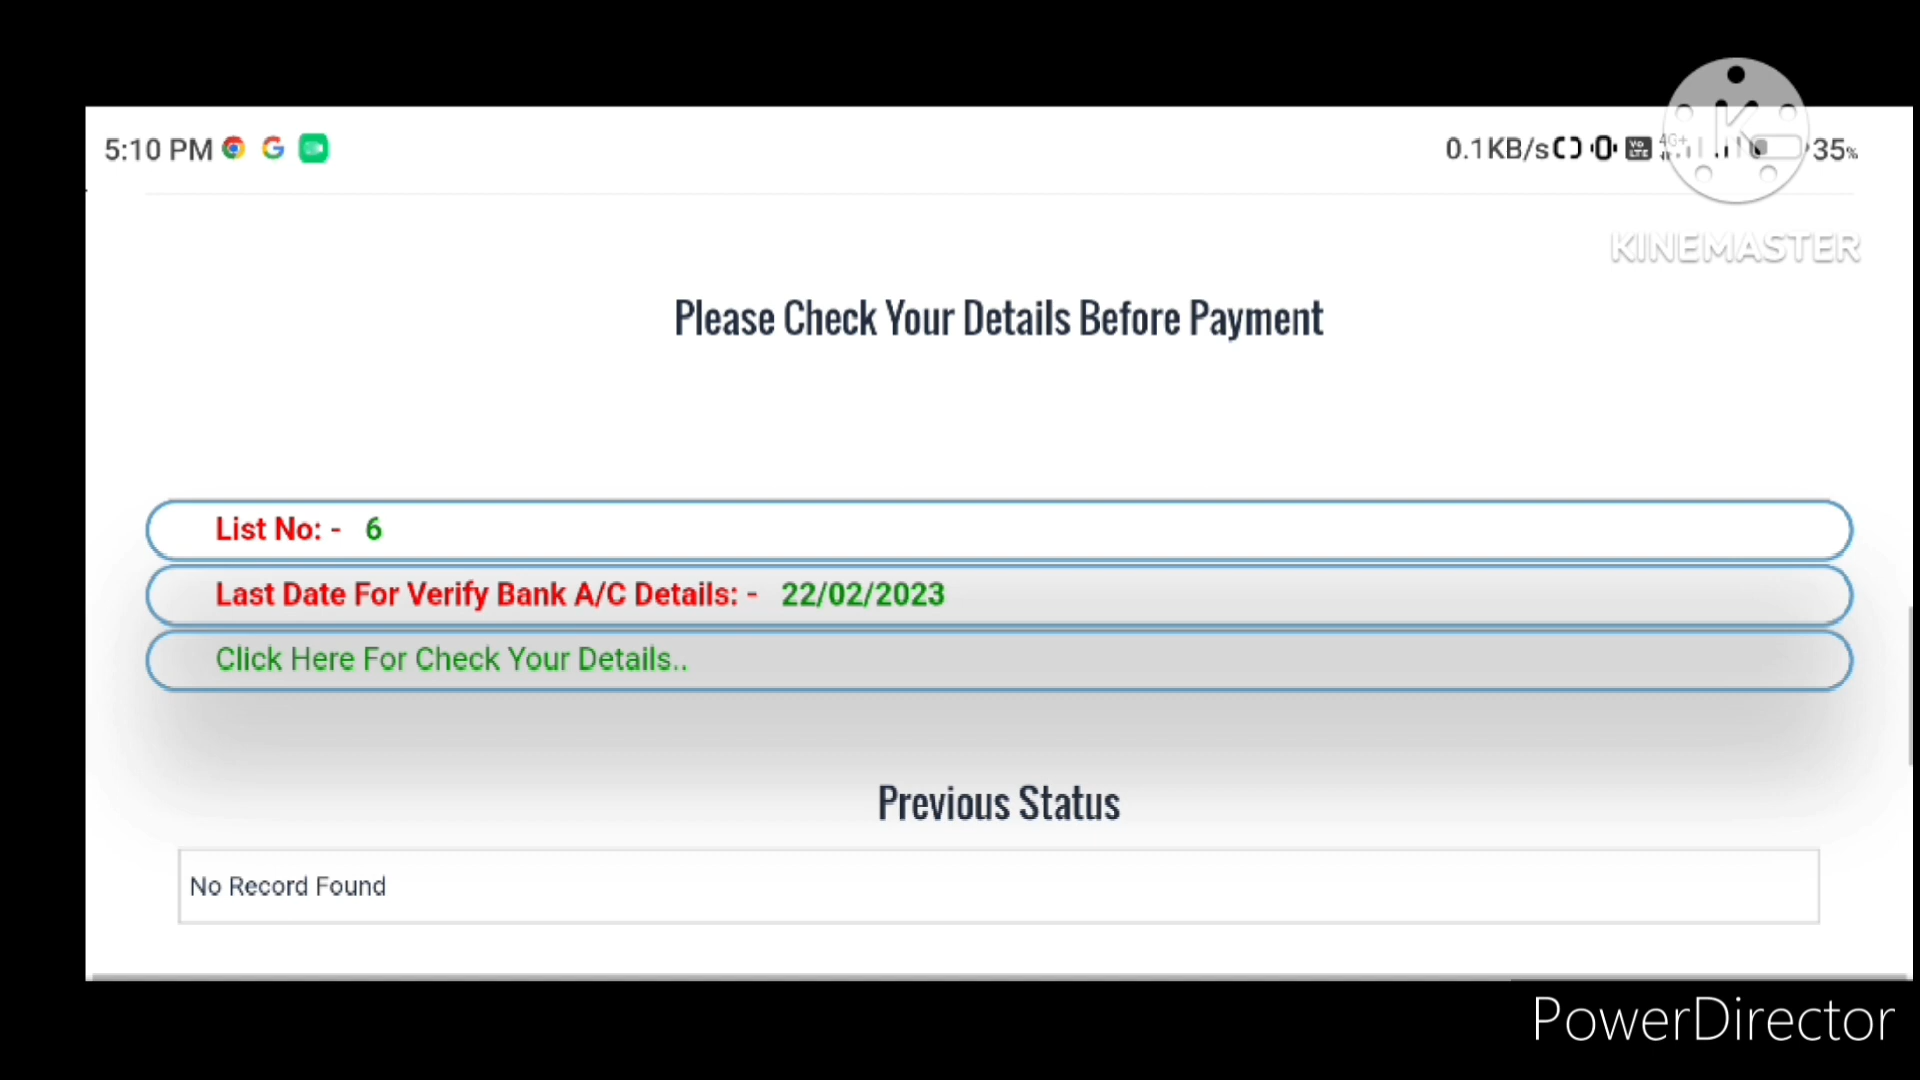 5:10 PM
0.1KB/s 4G+ 35%
KINEMASTER
Please Check Your Details Before Payment
List No: - 6
Last Date For Verify Bank A/C Details: - 22/02/2023
Click Here For Check Your Details..
Previous Status
No Record Found
PowerDirector